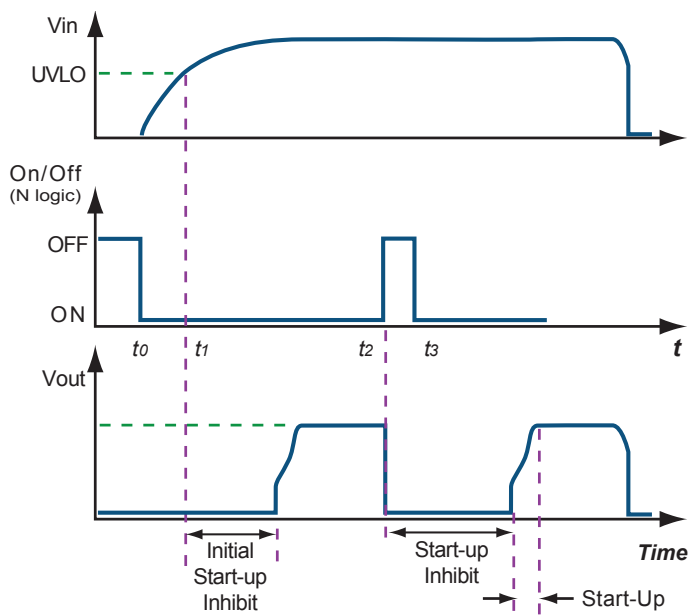 Vin
UVLO
On/Off
(N logic)
OFF
ON
t0 t1 t2 t3 t
Vout
Initial
Start-up
Inhibit
Start-up
Inhibit
Time
Start-Up